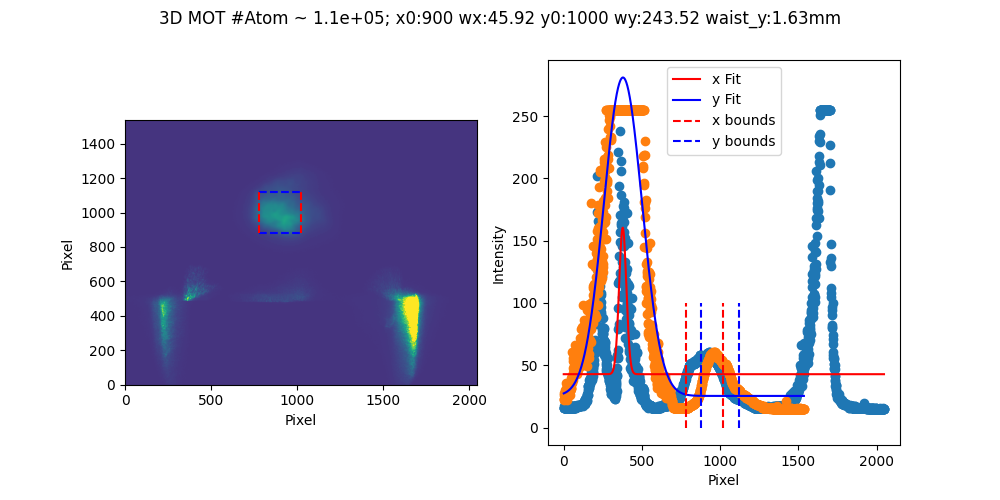 3D MOT #Atom ~ 1.1e+05; x0:900 wx:45.92 y0:1000 wy:243.52 waist_y:1.63mm
Pixel
1400
1200
1000
800
600
400
200
0
0 500 1000 1500 2000
Pixel
Intensity
250
200
150
100
50
0
0 500 1000 1500 2000
Pixel
x Fit
y Fit
x bounds
y bounds